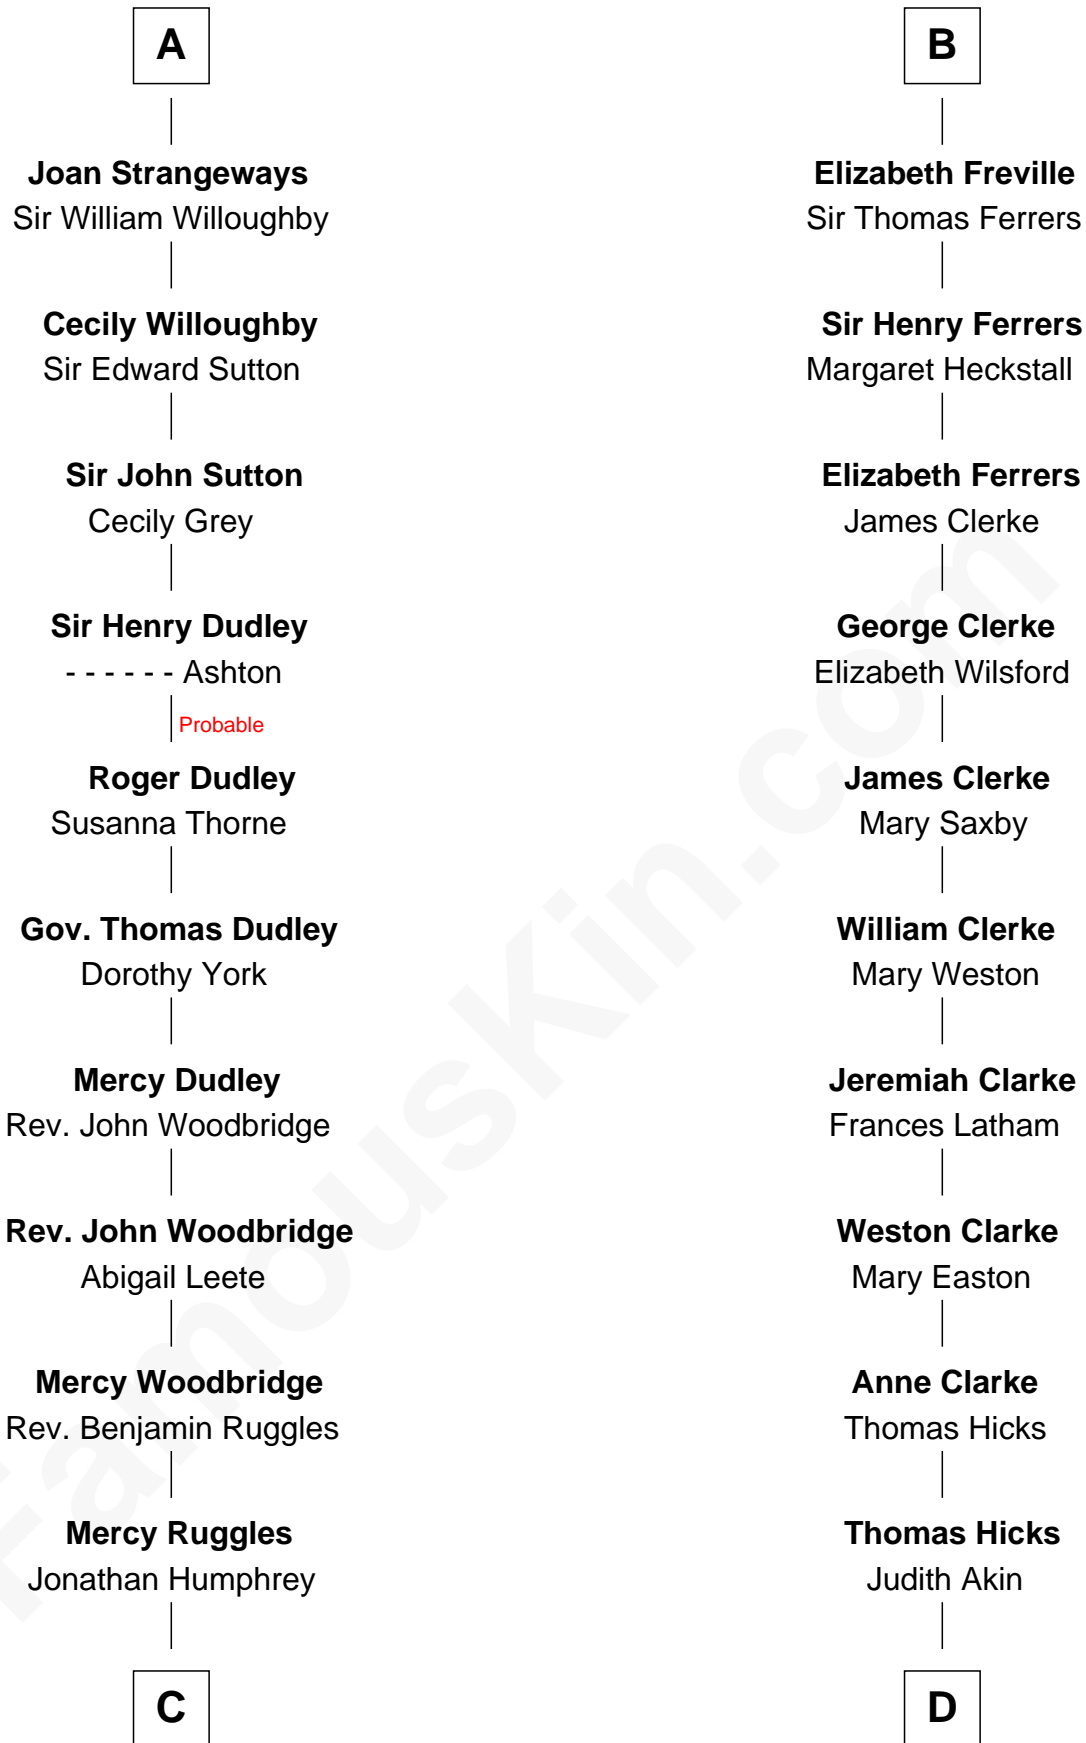 A
Joan Strangeways
Sir William Willoughby
Cecily Willoughby
Sir Edward Sutton
Sir John Sutton
Cecily Grey
Sir Henry Dudley
- - - - - - Ashton
Probable
Roger Dudley
Susanna Thorne
Gov. Thomas Dudley
Dorothy York
Mercy Dudley
Rev. John Woodbridge
Rev. John Woodbridge
Abigail Leete
Mercy Woodbridge
Rev. Benjamin Ruggles
Mercy Ruggles
Jonathan Humphrey
C
B
Elizabeth Freville
Sir Thomas Ferrers
Sir Henry Ferrers
Margaret Heckstall
Elizabeth Ferrers
James Clerke
George Clerke
Elizabeth Wilsford
James Clerke
Mary Saxby
William Clerke
Mary Weston
Jeremiah Clarke
Frances Latham
Weston Clarke
Mary Easton
Anne Clarke
Thomas Hicks
Thomas Hicks
Judith Akin
D
FamousKin.com